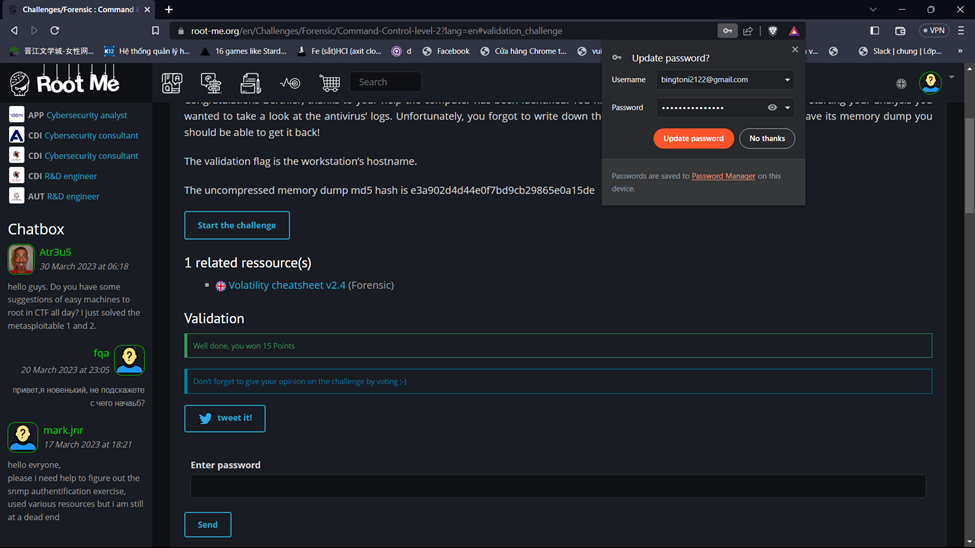 Challenges/Forensic : Command &
root-me.org/en/Challenges/Forensic/Command-Control-level-2?lang=en#validation_challenge
VPN
晋江文学城-女性网...
Hệ thống quản lý h...
16 games like Stard...
Fe (sắt)|HCl (axit clo...
d
Facebook
Cửa hàng Chrome t...
Slack | chung | Lớp...
Update password?
Username
bingtoni2122@gmail.com
Password
Update password
No thanks
Passwords are saved to Password Manager on this
device.
Root Me
Search
APP Cybersecurity analyst
CDI Cybersecurity consultant
CDI Cybersecurity consultant
CDI R&D engineer
AUT R&D engineer
Chatbox
Atr3u5
30 March 2023 at 06:18
hello guys. Do you have some
suggestions of easy machines to
root in CTF all day? I just solved the
metasploitable 1 and 2.
fqa
20 March 2023 at 23:05
привет,я новенький, не подскажете
с чего начаьб?
mark.jnr
17 March 2023 at 18:21
hello evryone,
please i need help to figure out the
snmp authentification exercise,
used various resources but i am still
at a dead end
Congratulations Berthier, thanks to your help the computer has been identified. You
starting your analysis you
wanted to take a look at the antivirus' logs. Unfortunately, you forgot to write down th
ave its memory dump you
should be able to get it back!
The validation flag is the workstation's hostname.
The uncompressed memory dump md5 hash is e3a902d4d44e0f7bd9cb29865e0a15de
Start the challenge
1 related ressource(s)
Volatility cheatsheet v2.4 (Forensic)
Validation
Well done, you won 15 Points
Don't forget to give your opinion on the challenge by voting ;-)
tweet it!
Enter password
Send